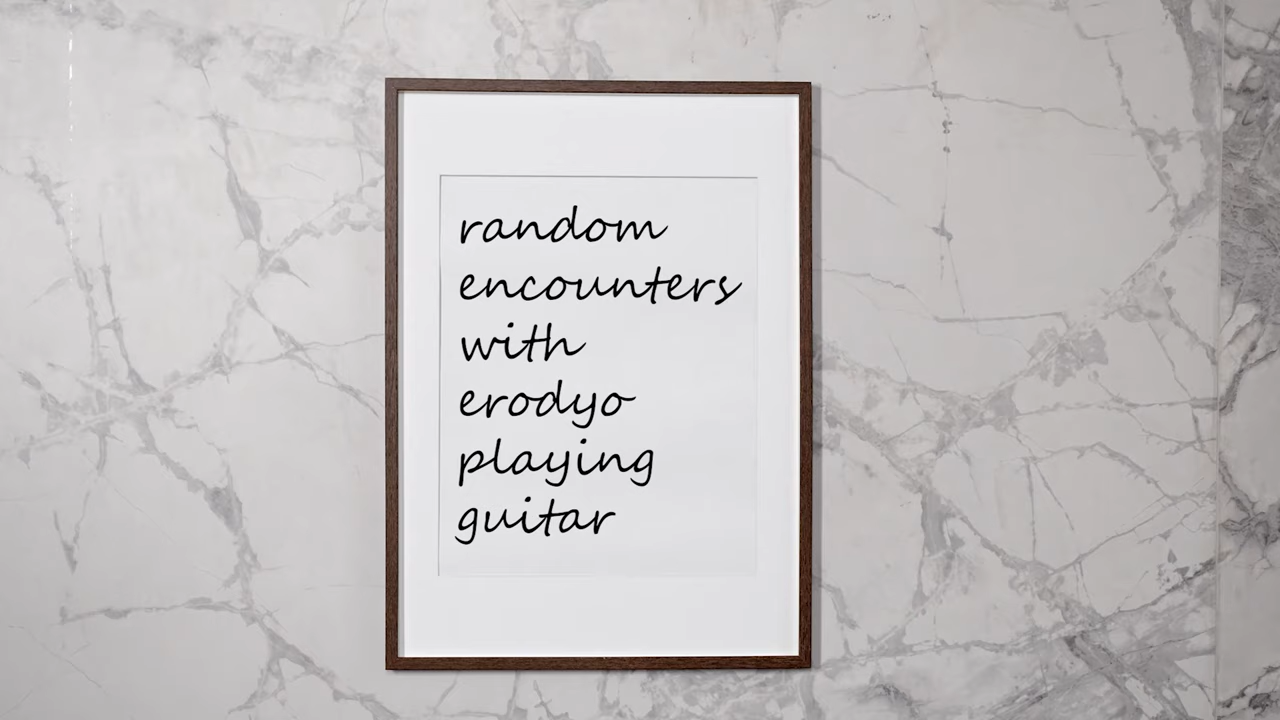 random
encounters
with
erodyo
playing
guitar